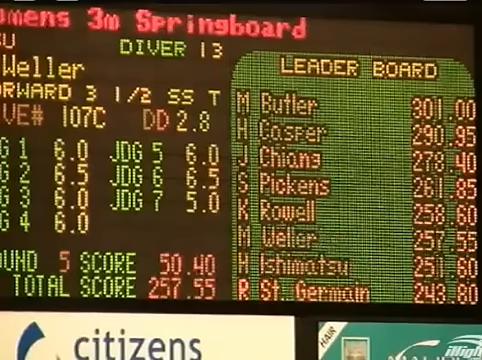 omens 3m Springboard
SU
DIVER 13
Weller
ORWARD 3 1/2 SS T
VE# 107C DD 2.8
G 1 6.0 JDG 5 6.0
G 2 6.5 JDG 6 6.5
G 3 6.0 JDG 7 5.0
G 4 6.0
OUND 5 SCORE 50.40
TOTAL SCORE 257.55
LEADER BOARD
M Butler 301.00
H Casper 290.95
J Chiang 278.40
S Pickens 261.85
K Rowell 258.60
M Weller 257.55
H Ishimatsu 251.60
R St. Germain 243.80
citizens
HAIR